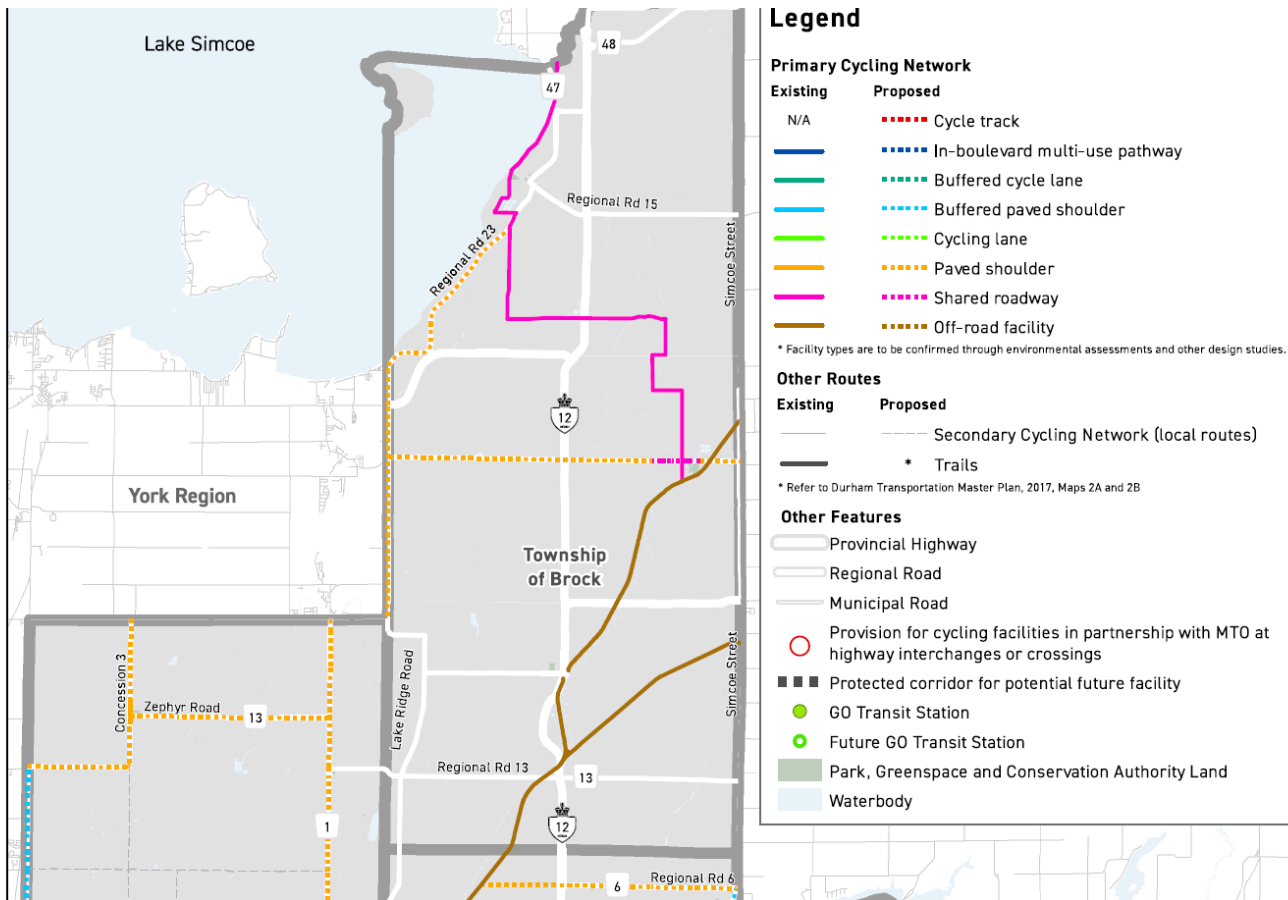 Lake Simcoe
48
47
Regional Rd 15
Regional Rd 23
Simcoe Street
12
York Region
Township
of Brock
Concession 3
Zephyr Road
13
Lake Ridge Road
Simcoe Street
Regional Rd 13
13
1
12
Regional Rd 6
6
Legend
Primary Cycling Network
Existing Proposed
N/A Cycle track
In-boulevard multi-use pathway
Buffered cycle lane
Buffered paved shoulder
Cycling lane
Paved shoulder
Shared roadway
Off-road facility
* Facility types are to be confirmed through environmental assessments and other design studies.
Other Routes
Existing Proposed
Secondary Cycling Network (local routes)
* Trails
* Refer to Durham Transportation Master Plan, 2017, Maps 2A and 2B
Other Features
Provincial Highway
Regional Road
Municipal Road
Provision for cycling facilities in partnership with MTO at
highway interchanges or crossings
Protected corridor for potential future facility
GO Transit Station
Future GO Transit Station
Park, Greenspace and Conservation Authority Land
Waterbody